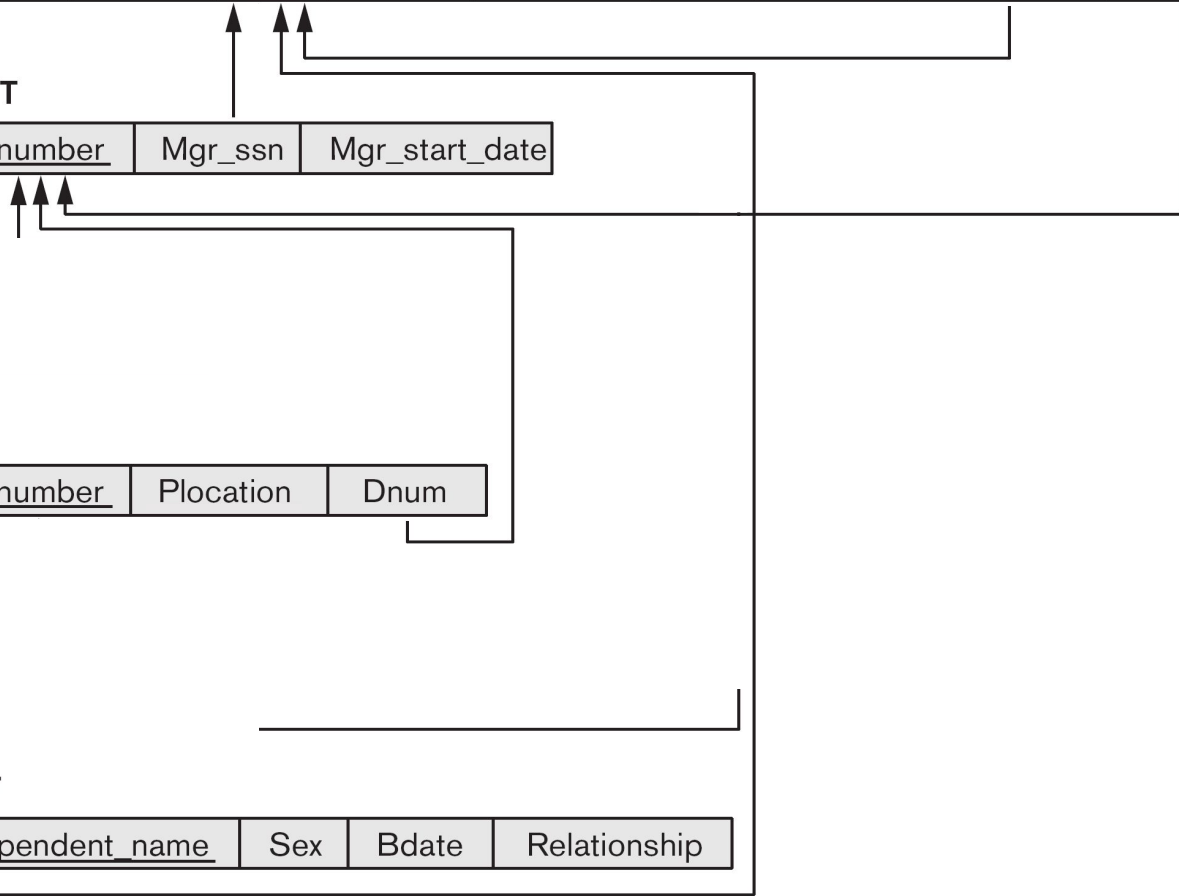 T
number Mgr_ssn Mgr_start_date
number Plocation Dnum
pendent_name Sex Bdate Relationship